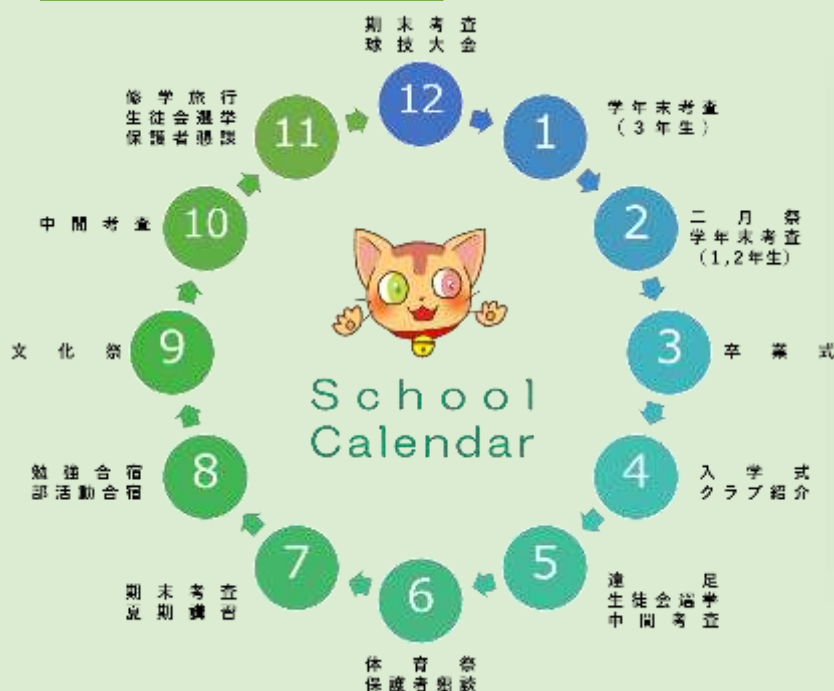 期末考査
球技大会
12
1
学年末考査
(3年生)
2
二月祭
学年末考査
(1,2年生)
3
卒業式
4
入学式
クラブ紹介
5
遠足
生徒会選挙
中間考査
6
体育祭
保護者懇談
7
期末考査
夏期講習
8
勉強合宿
部活動合宿
9
文化祭
10
中間考査
11
修学旅行
生徒会選挙
保護者懇談
School
Calendar